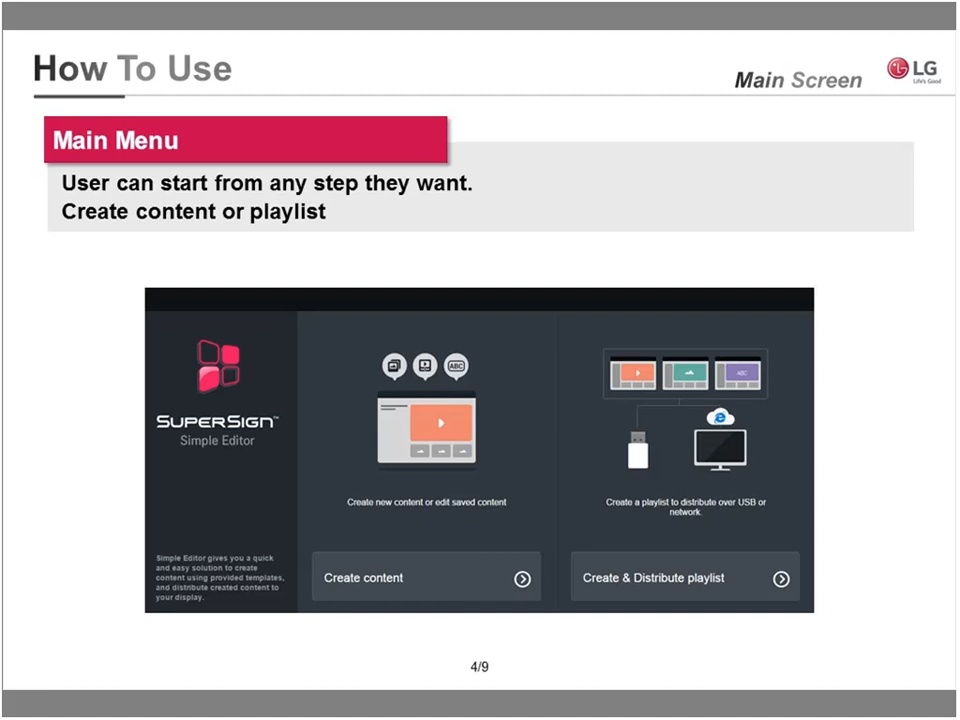 How To Use
Main Screen
LG
Life's Good
Main Menu
User can start from any step they want.
Create content or playlist
ABC
ABC
SUPERSIGN™
Simple Editor
Create new content or edit saved content
Create a playlist to distribute over USB or
network.
Simple Editor gives you a quick
and easy solution to create
content using provided templates,
and distribute created content to
your display.
Create content
Create & Distribute playlist
4/9